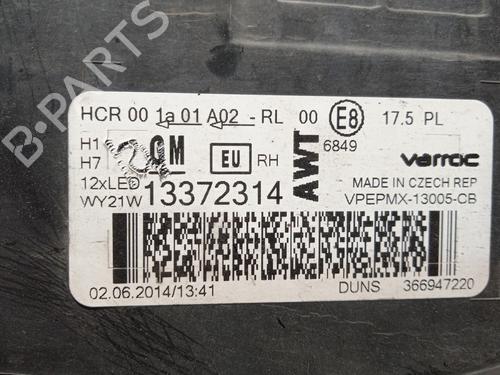 HCR 00 1a 01 A02 - RL 00 E8 17.5 PL
6849
H1
H7
GM EU RH AWT varroc
12xLED
WY21W 13372314
MADE IN CZECH REP
VPEPMX-13005-CB
02.06.2014/13:41 DUNS 366947220
B-PARTS